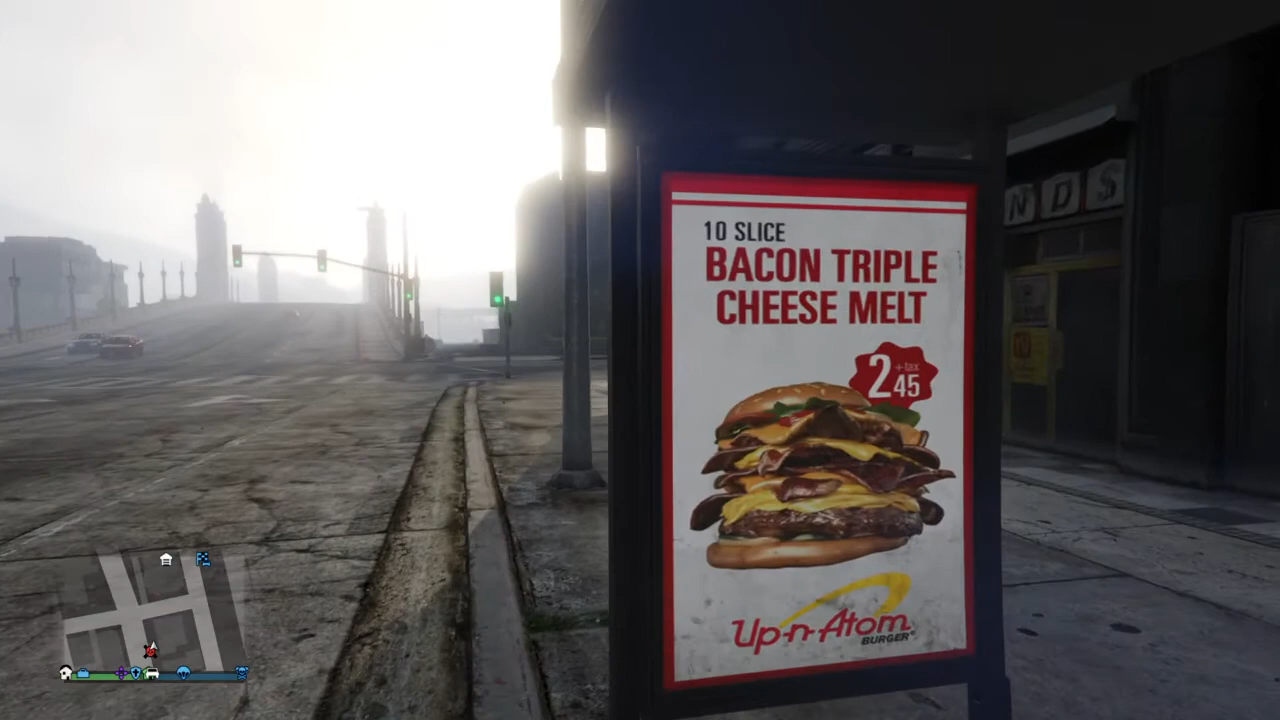 10 SLICE
BACON TRIPLE
CHEESE MELT
2 45 +tax
Up-n-Atom
BURGER
NDS